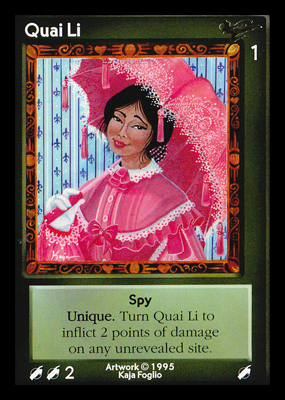 Quai Li
1
Spy
Unique. Turn Quai Li to
inflict 2 points of damage
on any unrevealed site.
2
Artwork © 1995
Kaja Foglio